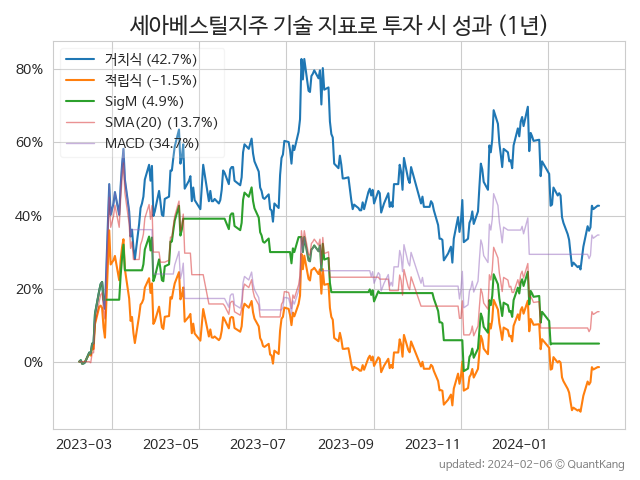 세아베스틸지주 기술 지표로 투자 시 성과 (1년)
거치식 (42.7%)
적립식 (-1.5%)
SigM (4.9%)
SMA(20) (13.7%)
MACD (34.7%)
80%
60%
40%
20%
0%
2023-03 2023-05 2023-07 2023-09 2023-11 2024-01
updated: 2024-02-06 © QuantKang